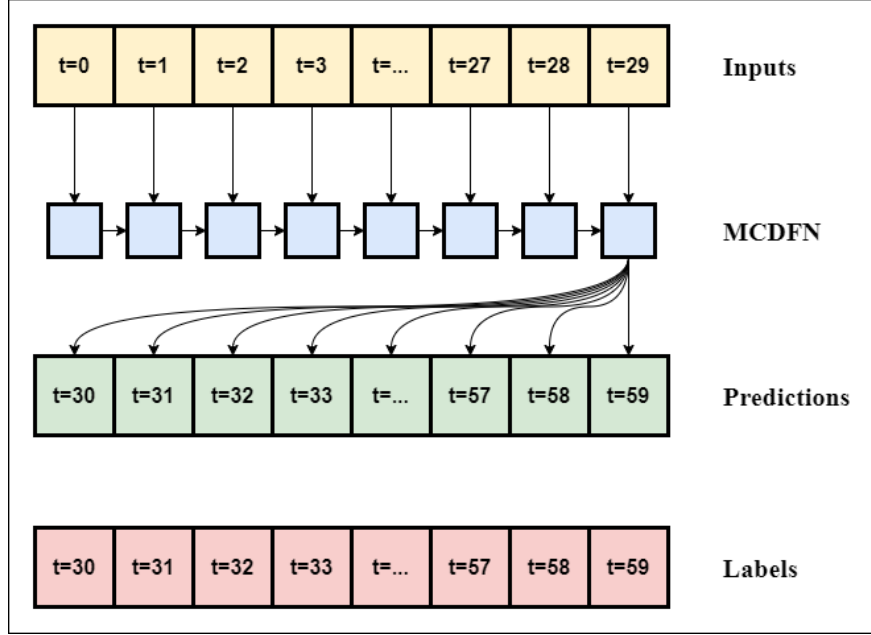 t=0 t=1 t=2 t=3 t=... t=27 t=28 t=29 Inputs
MCDFN
t=30 t=31 t=32 t=33 t=... t=57 t=58 t=59 Predictions
t=30 t=31 t=32 t=33 t=... t=57 t=58 t=59 Labels